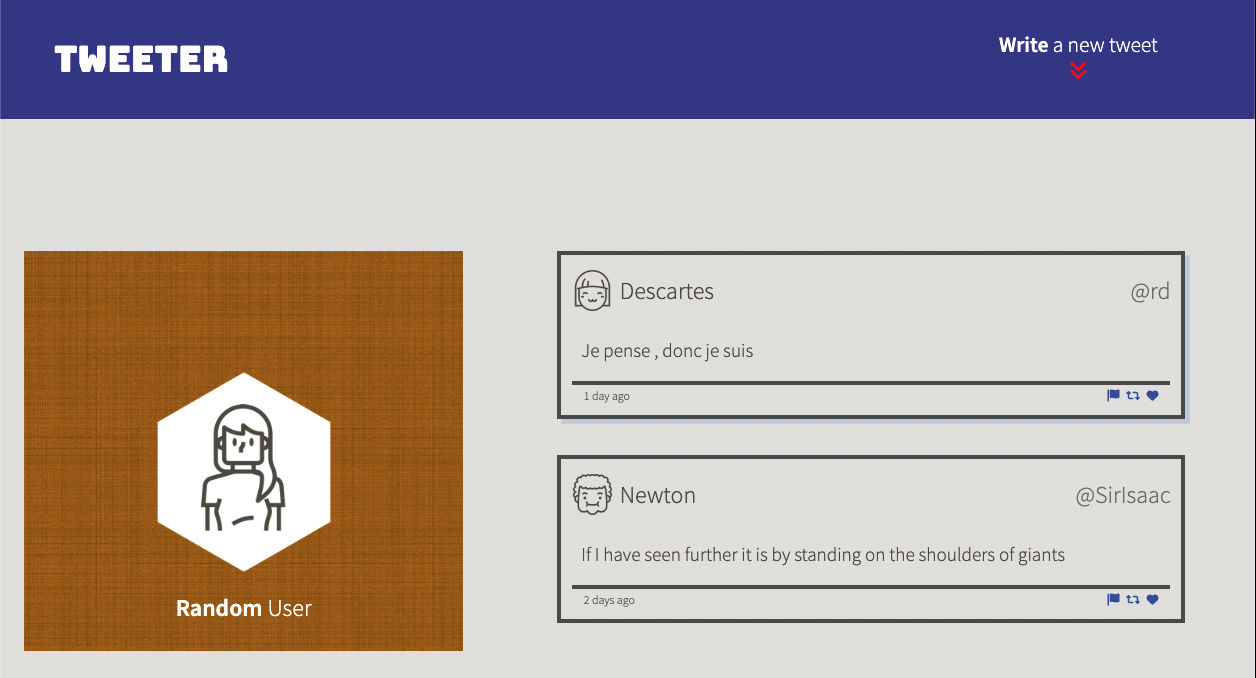 TWEETER
Write a new tweet
Random User
Descartes
@rd
Je pense , donc je suis
1 day ago
Newton
@SirIsaac
If I have seen further it is by standing on the shoulders of giants
2 days ago